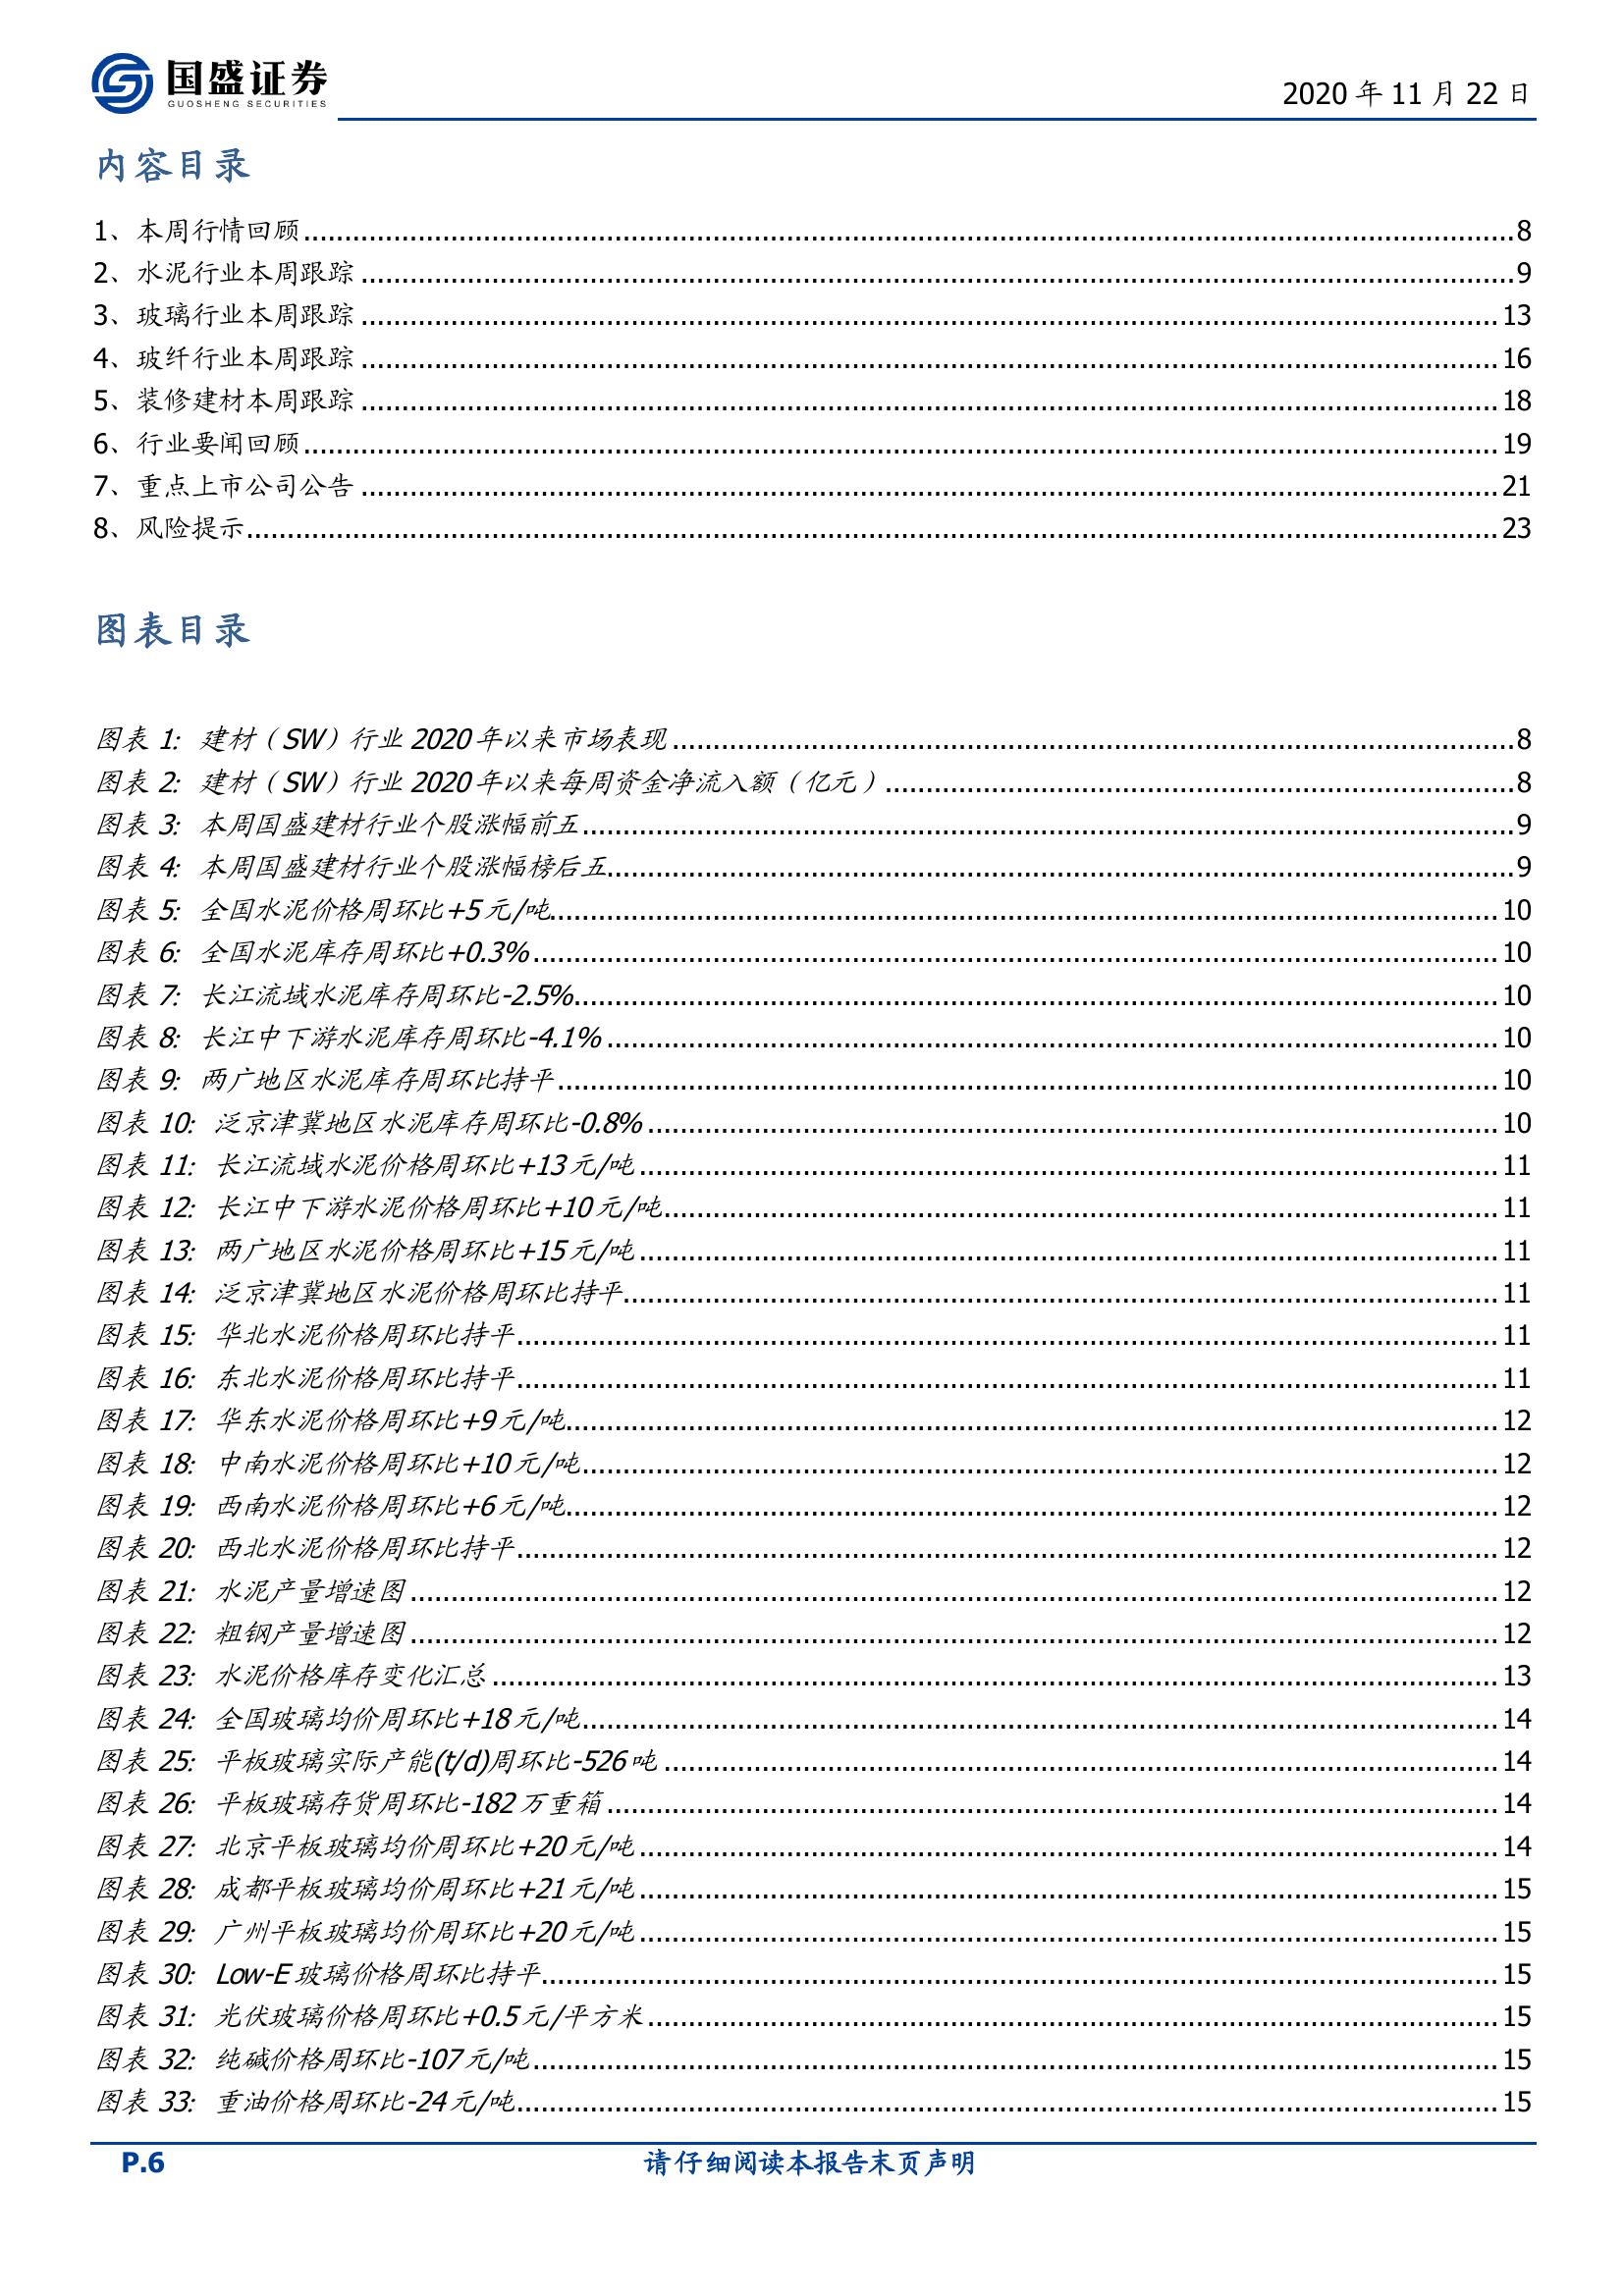 国盛证券
GUOSHENG SECURITIES
2020 年 11 月 22 日
内容目录
1、本周行情回顾 8
2、水泥行业本周跟踪 9
3、玻璃行业本周跟踪 13
4、玻纤行业本周跟踪 16
5、装修建材本周跟踪 18
6、行业要闻回顾 19
7、重点上市公司公告 21
8、风险提示 23
图表目录
图表 1: 建材（SW）行业 2020 年以来市场表现 8
图表 2: 建材（SW）行业 2020 年以来每周资金净流入额（亿元） 8
图表 3: 本周国盛建材行业个股涨幅前五 9
图表 4: 本周国盛建材行业个股涨幅榜后五 9
图表 5: 全国水泥价格周环比+5 元/吨 10
图表 6: 全国水泥库存周环比+0.3% 10
图表 7: 长江流域水泥库存周环比-2.5% 10
图表 8: 长江中下游水泥库存周环比-4.1% 10
图表 9: 两广地区水泥库存周环比持平 10
图表 10: 泛京津冀地区水泥库存周环比-0.8% 10
图表 11: 长江流域水泥价格周环比+13 元/吨 11
图表 12: 长江中下游水泥价格周环比+10 元/吨 11
图表 13: 两广地区水泥价格周环比+15 元/吨 11
图表 14: 泛京津冀地区水泥价格周环比持平 11
图表 15: 华北水泥价格周环比持平 11
图表 16: 东北水泥价格周环比持平 11
图表 17: 华东水泥价格周环比+9 元/吨 12
图表 18: 中南水泥价格周环比+10 元/吨 12
图表 19: 西南水泥价格周环比+6 元/吨 12
图表 20: 西北水泥价格周环比持平 12
图表 21: 水泥产量增速图 12
图表 22: 粗钢产量增速图 12
图表 23: 水泥价格库存变化汇总 13
图表 24: 全国玻璃均价周环比+18 元/吨 14
图表 25: 平板玻璃实际产能(t/d)周环比-526 吨 14
图表 26: 平板玻璃存货周环比-182 万重箱 14
图表 27: 北京平板玻璃均价周环比+20 元/吨 14
图表 28: 成都平板玻璃均价周环比+21 元/吨 15
图表 29: 广州平板玻璃均价周环比+20 元/吨 15
图表 30: Low-E 玻璃价格周环比持平 15
图表 31: 光伏玻璃价格周环比+0.5 元/平方米 15
图表 32: 纯碱价格周环比-107 元/吨 15
图表 33: 重油价格周环比-24 元/吨 15
P.6 请仔细阅读本报告末页声明